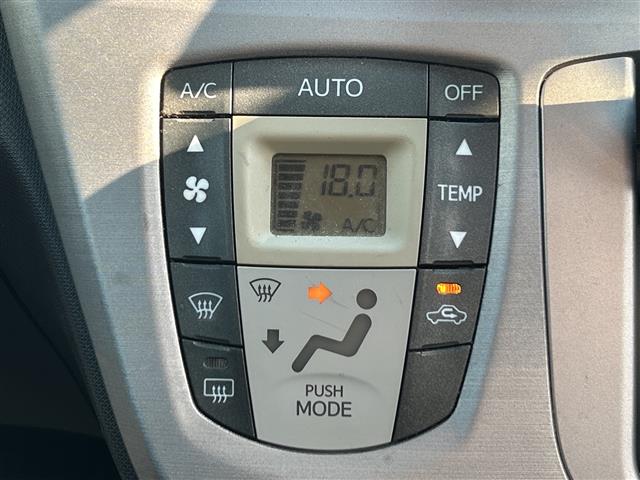 A/C AUTO OFF
18.0
TEMP
A/C
PUSH
MODE